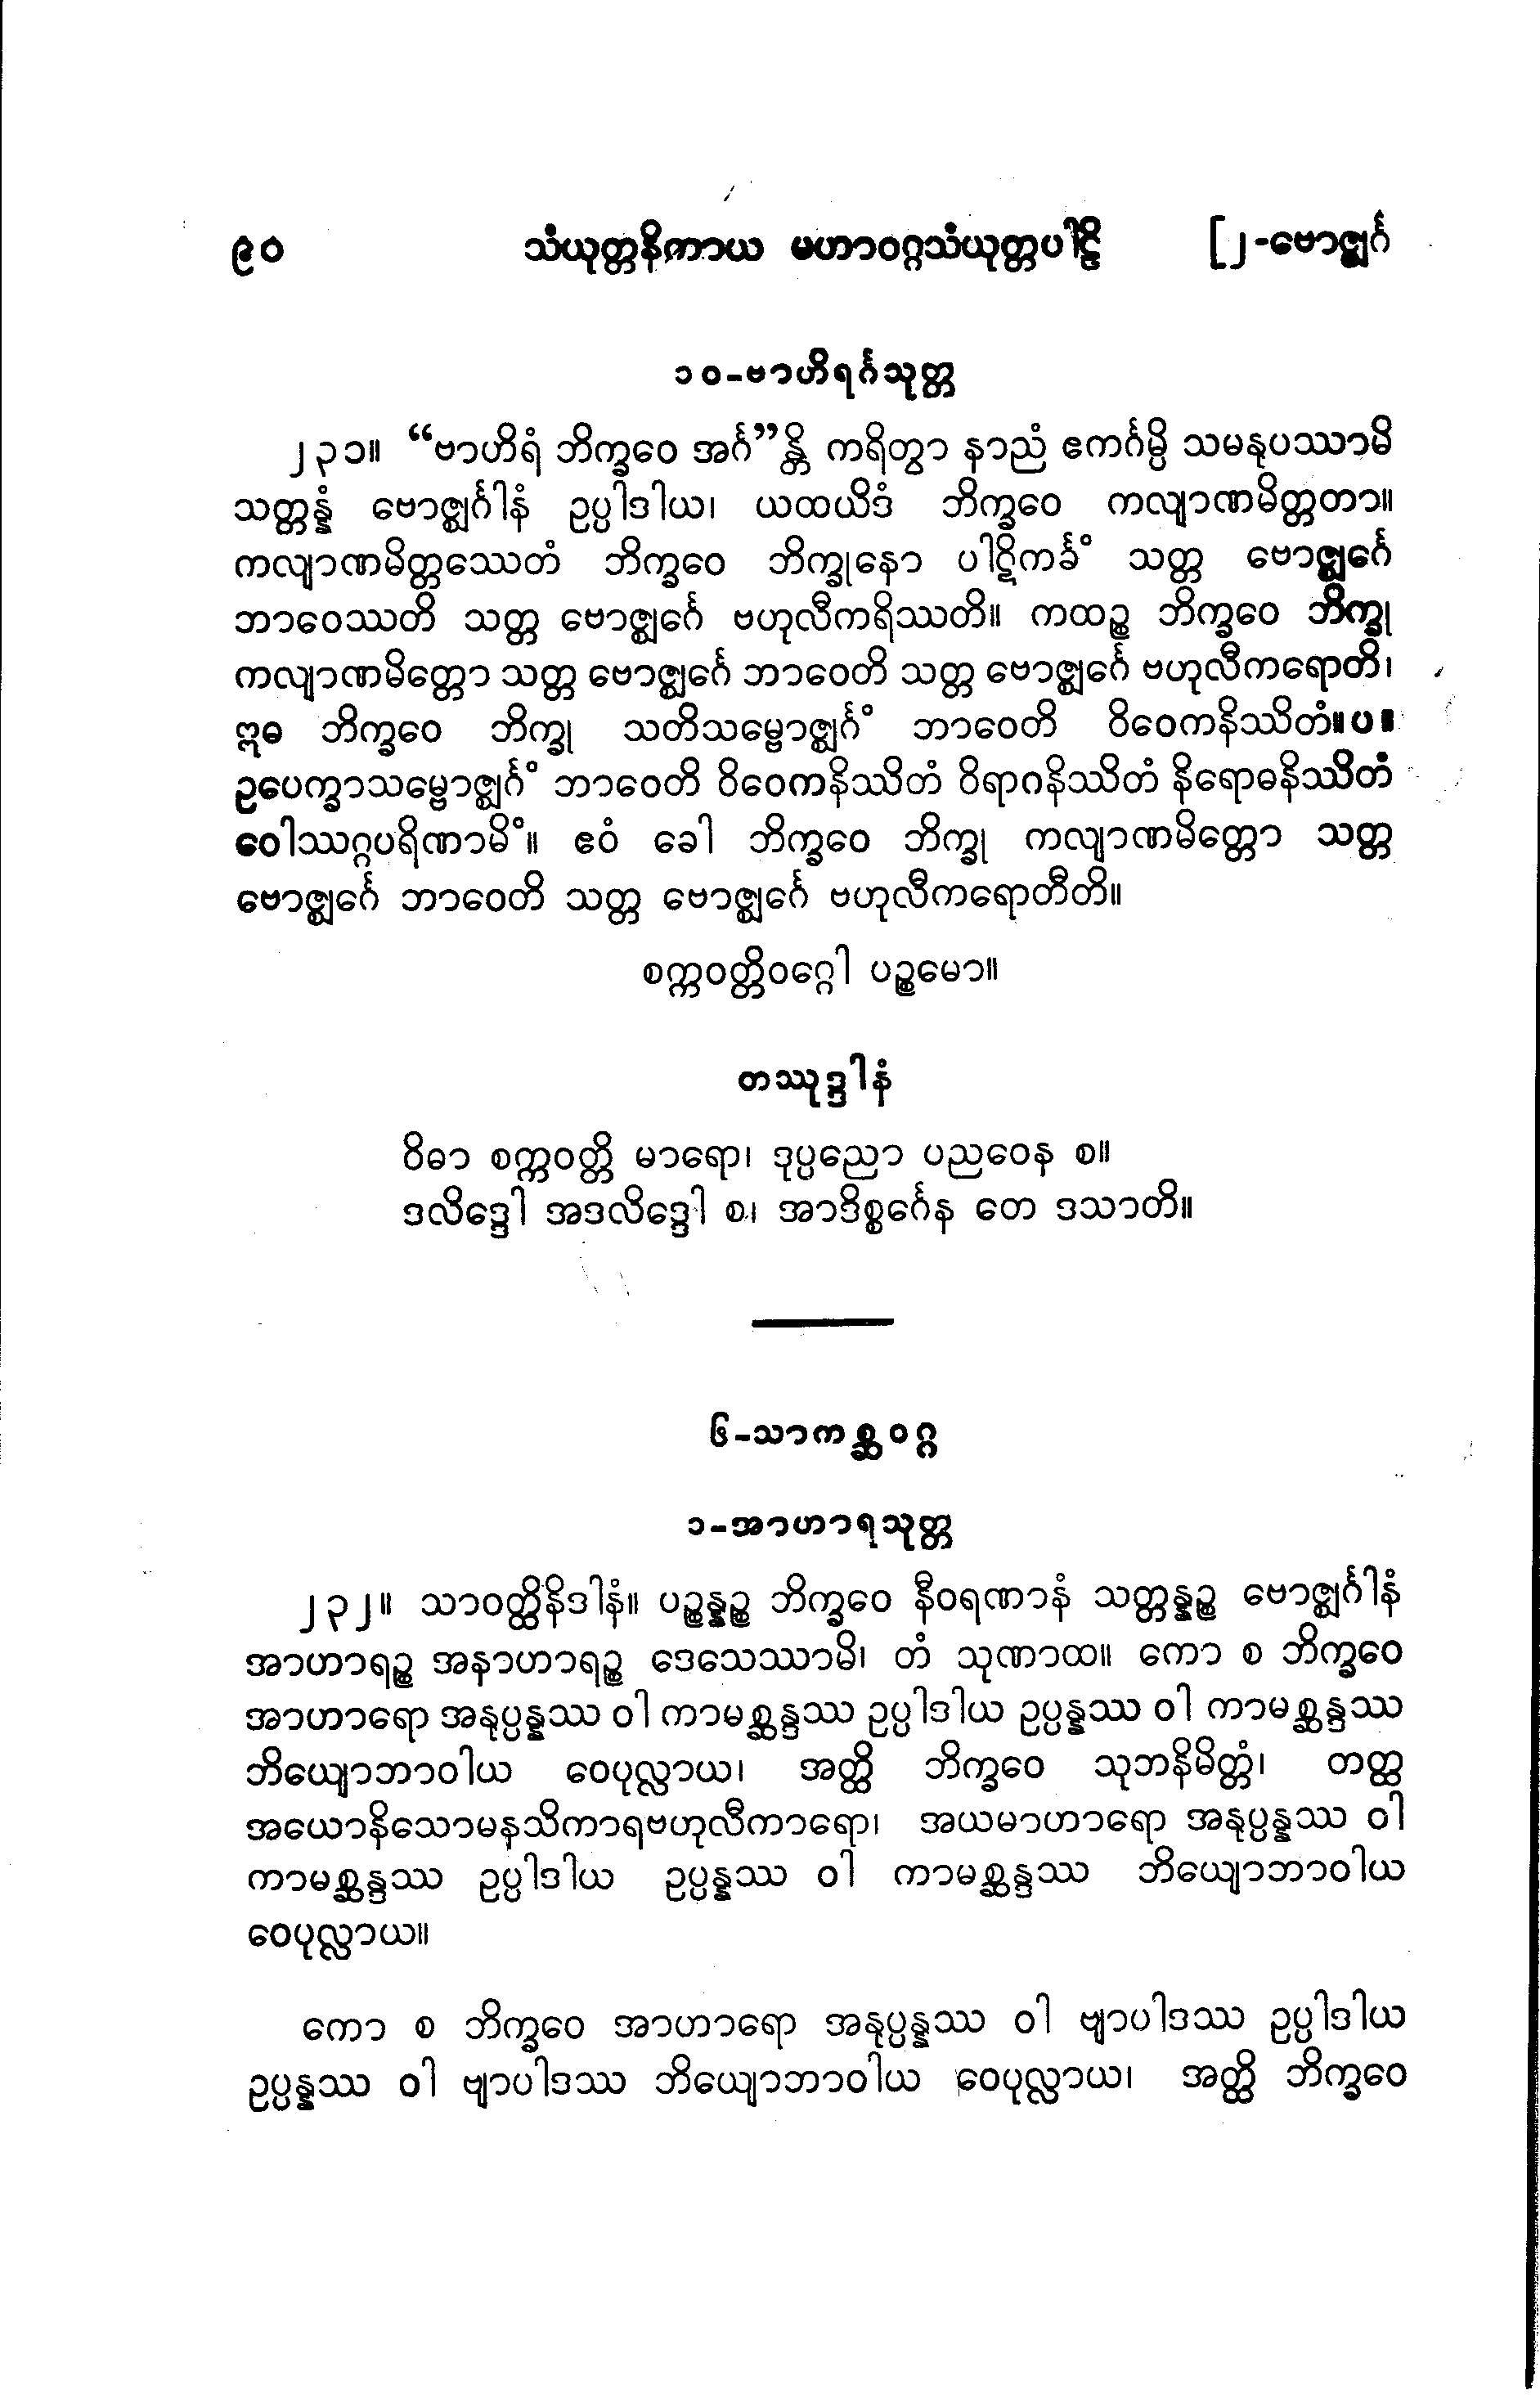 ၉၀ သံယုတ္တနိကာယ မဟာဝဂ္ဂသံယုတ္တပါဠိ [၂-ဗောဇ္ဈင်္ဂ
၁၀-ဗာဟိရင်္ဂသုတ္တ
၂၃၁။ “ဗာဟိရံ ဘိက္ခဝေ အင်္ဂ”န္တိ ကရိတွာ နာညံ ဧကင်္ဂမ္ပိ သမနုပဿာမိ
သတ္တန္နံ ဗောဇ္ဈင်္ဂါနံ ဥပ္ပါဒါယ၊ ယထယိဒံ ဘိက္ခဝေ ကလျာဏမိတ္တတာ။
ကလျာဏမိတ္တဿေတံ ဘိက္ခဝေ ဘိက္ခုနော ပါဋိကင်္ခံ သတ္တ ဗောဇ္ဈင်္ဂေ
ဘာဝေဿတိ သတ္တ ဗောဇ္ဈင်္ဂေ ဗဟုလီကရိဿတိ။ ကထဉ္စ ဘိက္ခဝေ ဘိက္ခု
ကလျာဏမိတ္တော သတ္တ ဗောဇ္ဈင်္ဂေ ဘာဝေတိ သတ္တ ဗောဇ္ဈင်္ဂေ ဗဟုလီကရောတိ၊
ဣဓ ဘိက္ခဝေ ဘိက္ခု သတိသမ္ဗောဇ္ဈင်္ဂံ ဘာဝေတိ ဝိဝေကနိဿိတံ။ပ။
ဥပေက္ခာသမ္ဗောဇ္ဈင်္ဂံ ဘာဝေတိ ဝိဝေကနိဿိတံ ဝိရာဂနိဿိတံ နိရောဓနိဿိတံ
ဝေါဿဂ္ဂပရိဏာမိံ။ ဧဝံ ခေါ ဘိက္ခဝေ ဘိက္ခု ကလျာဏမိတ္တော သတ္တ
ဗောဇ္ဈင်္ဂေ ဘာဝေတိ သတ္တ ဗောဇ္ဈင်္ဂေ ဗဟုလီကရောတီတိ။
စက္ကဝတ္တိဝဂ္ဂေါ ပဉ္စမော။
တဿုဒ္ဒါနံ
ဝိဓာ စက္ကဝတ္တိ မာရော၊ ဒုပ္ပညော ပညဝေန စ။
ဒလိဒ္ဒေါ အဒလိဒ္ဒေါ စ၊ အာဒိစ္စင်္ဂေန တေ ဒသာတိ။
၆-သာကစ္ဆဝဂ္ဂ
၁-အာဟာရသုတ္တ
၂၃၂။ သာဝတ္ထိနိဒါနံ။ ပဉ္စန္နဉ္စ ဘိက္ခဝေ နီဝရဏာနံ သတ္တန္နဉ္စ ဗောဇ္ဈင်္ဂါနံ
အာဟာရဉ္စ အနာဟာရဉ္စ ဒေသေဿာမိ၊ တံ သုဏာထ။ ကော စ ဘိက္ခဝေ
အာဟာရော အနုပ္ပန္နဿ ဝါ ကာမစ္ဆန္ဒဿ ဥပ္ပါဒါယ ဥပ္ပန္နဿ ဝါ ကာမစ္ဆန္ဒဿ
ဘိယျောဘာဝါယ ဝေပုလ္လာယ၊ အတ္ထိ ဘိက္ခဝေ သုဘနိမိတ္တံ၊ တတ္ထ
အယောနိသောမနသိကာရဗဟုလီကာရော၊ အယမာဟာရော အနုပ္ပန္နဿ ဝါ
ကာမစ္ဆန္ဒဿ ဥပ္ပါဒါယ ဥပ္ပန္နဿ ဝါ ကာမစ္ဆန္ဒဿ ဘိယျောဘာဝါယ
ဝေပုလ္လာယ။
ကော စ ဘိက္ခဝေ အာဟာရော အနုပ္ပန္နဿ ဝါ ဗျာပါဒဿ ဥပ္ပါဒါယ
ဥပ္ပန္နဿ ဝါ ဗျာပါဒဿ ဘိယျောဘာဝါယ ဝေပုလ္လာယ၊ အတ္ထိ ဘိက္ခဝေ